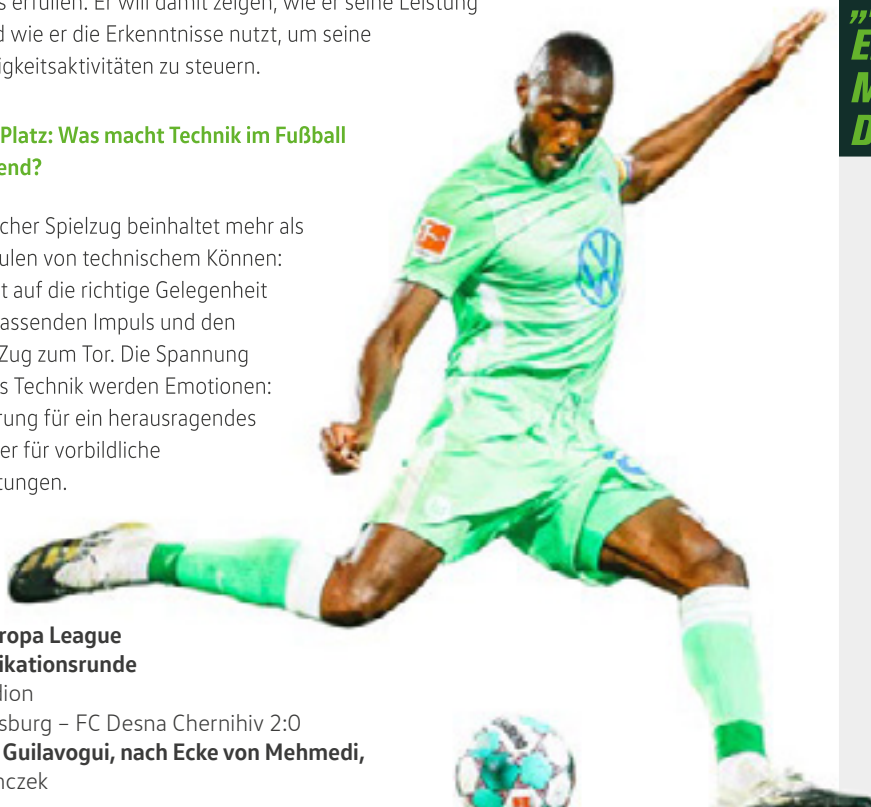 s erfüllen. Er will damit zeigen, wie er seine Leistung
d wie er die Erkenntnisse nutzt, um seine
igkeitsaktivitäten zu steuern.
Platz: Was macht Technik im Fußball
end?
cher Spielzug beinhaltet mehr als
ulen von technischem Können:
t auf die richtige Gelegenheit
assenden Impuls und den
Zug zum Tor. Die Spannung
s Technik werden Emotionen:
rung für ein herausragendes
er für vorbildliche
tungen.
ropa League
ikationsrunde
dion
sburg – FC Desna Chernihiv 2:0
Guilavogui, nach Ecke von Mehmedi,
nczek
„
E
M
D